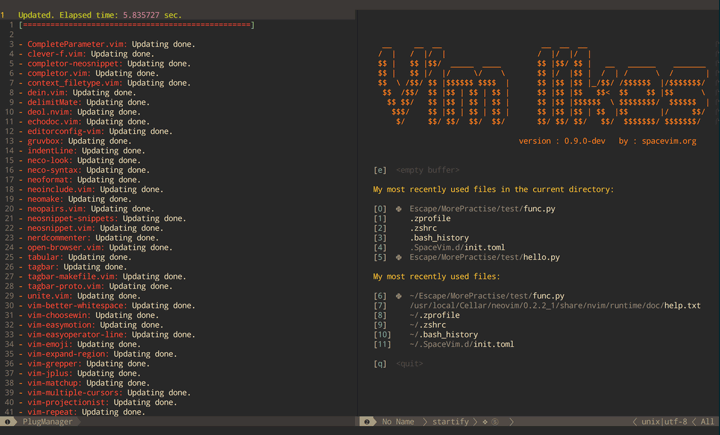 1 Updated. Elapsed time: 5.835727 sec.
1 [==================================================]
2
3 - CompleteParameter.vim: Updating done.
4 - clever-f.vim: Updating done.
5 - completor-neosnippet: Updating done.
6 - completor.vim: Updating done.
7 - context_filetype.vim: Updating done.
8 - dein.vim: Updating done.
9 - delimitMate: Updating done.
10 - deol.nvim: Updating done.
11 - echodoc.vim: Updating done.
12 - editorconfig-vim: Updating done.
13 - gruvbox: Updating done.
14 - indentLine: Updating done.
15 - neco-look: Updating done.
16 - neco-syntax: Updating done.
17 - neoformat: Updating done.
18 - neoinclude.vim: Updating done.
19 - neomake: Updating done.
20 - neopairs.vim: Updating done.
21 - neosnippet-snippets: Updating done.
22 - neosnippet.vim: Updating done.
23 - nerdcommenter: Updating done.
24 - open-browser.vim: Updating done.
25 - tabular: Updating done.
26 - tagbar: Updating done.
27 - tagbar-makefile.vim: Updating done.
28 - tagbar-proto.vim: Updating done.
29 - unite.vim: Updating done.
30 - vim-better-whitespace: Updating done.
31 - vim-choosewin: Updating done.
32 - vim-easymotion: Updating done.
33 - vim-easyoperator-line: Updating done.
34 - vim-emoji: Updating done.
35 - vim-expand-region: Updating done.
36 - vim-grepper: Updating done.
37 - vim-jplus: Updating done.
38 - vim-matchup: Updating done.
39 - vim-multiple-cursors: Updating done.
40 - vim-projectionist: Updating done.
41 - vim-repeat: Updating done.
PlugManager
version : 0.9.0-dev by : spacevim.org
[e] <empty buffer>
My most recently used files in the current directory:
[0] Escape/MorePractise/test/func.py
[1] .zprofile
[2] .zshrc
[3] .bash_history
[4] .SpaceVim.d/init.toml
[5] Escape/MorePractise/test/hello.py
My most recently used files:
[6] ~/Escape/MorePractise/test/func.py
[7] /usr/local/Cellar/neovim/0.2.2_1/share/nvim/runtime/doc/help.txt
[8] ~/.zprofile
[9] ~/.zshrc
[10] ~/.bash_history
[11] ~/.SpaceVim.d/init.toml
[q] <quit>
No Name startify unix|utf-8 All